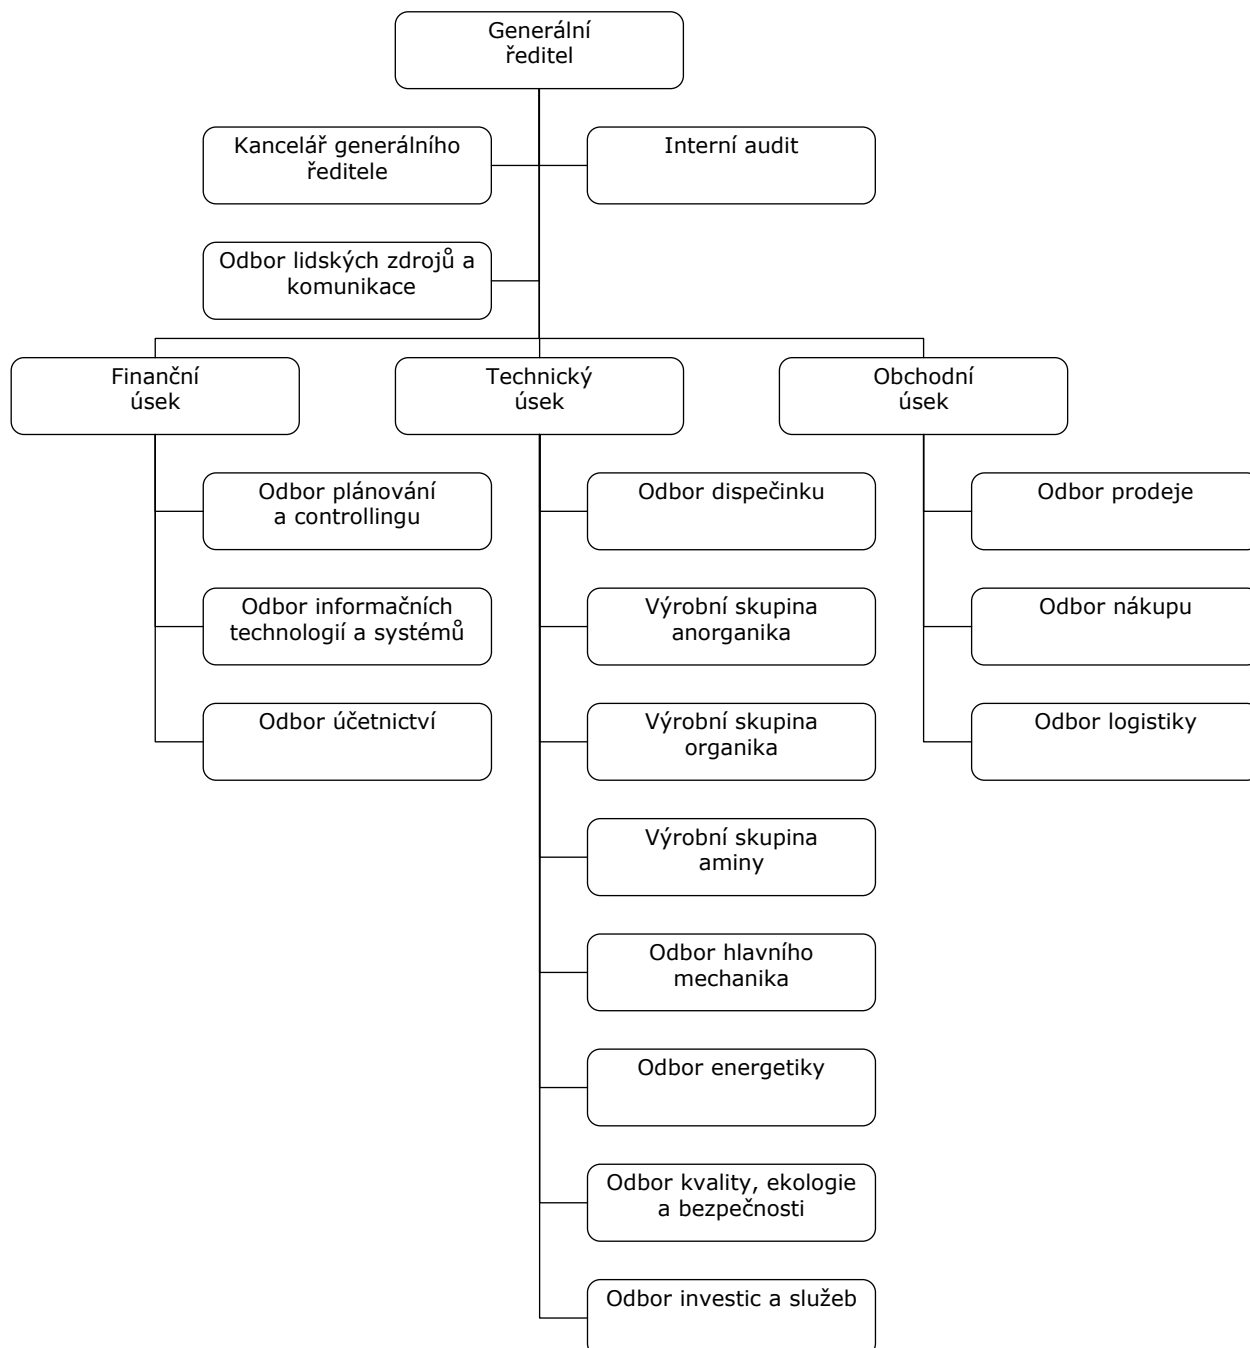 Generální
ředitel
Kancelář generálního
ředitele
Interní audit
Odbor lidských zdrojů a
komunikace
Finanční
úsek
Technický
úsek
Obchodní
úsek
Odbor plánování
a controllingu
Odbor dispečinku
Odbor prodeje
Odbor informačních
technologií a systémů
Výrobní skupina
anorganika
Odbor nákupu
Odbor účetnictví
Výrobní skupina
organika
Odbor logistiky
Výrobní skupina
aminy
Odbor hlavního
mechanika
Odbor energetiky
Odbor kvality, ekologie
a bezpečnosti
Odbor investic a služeb